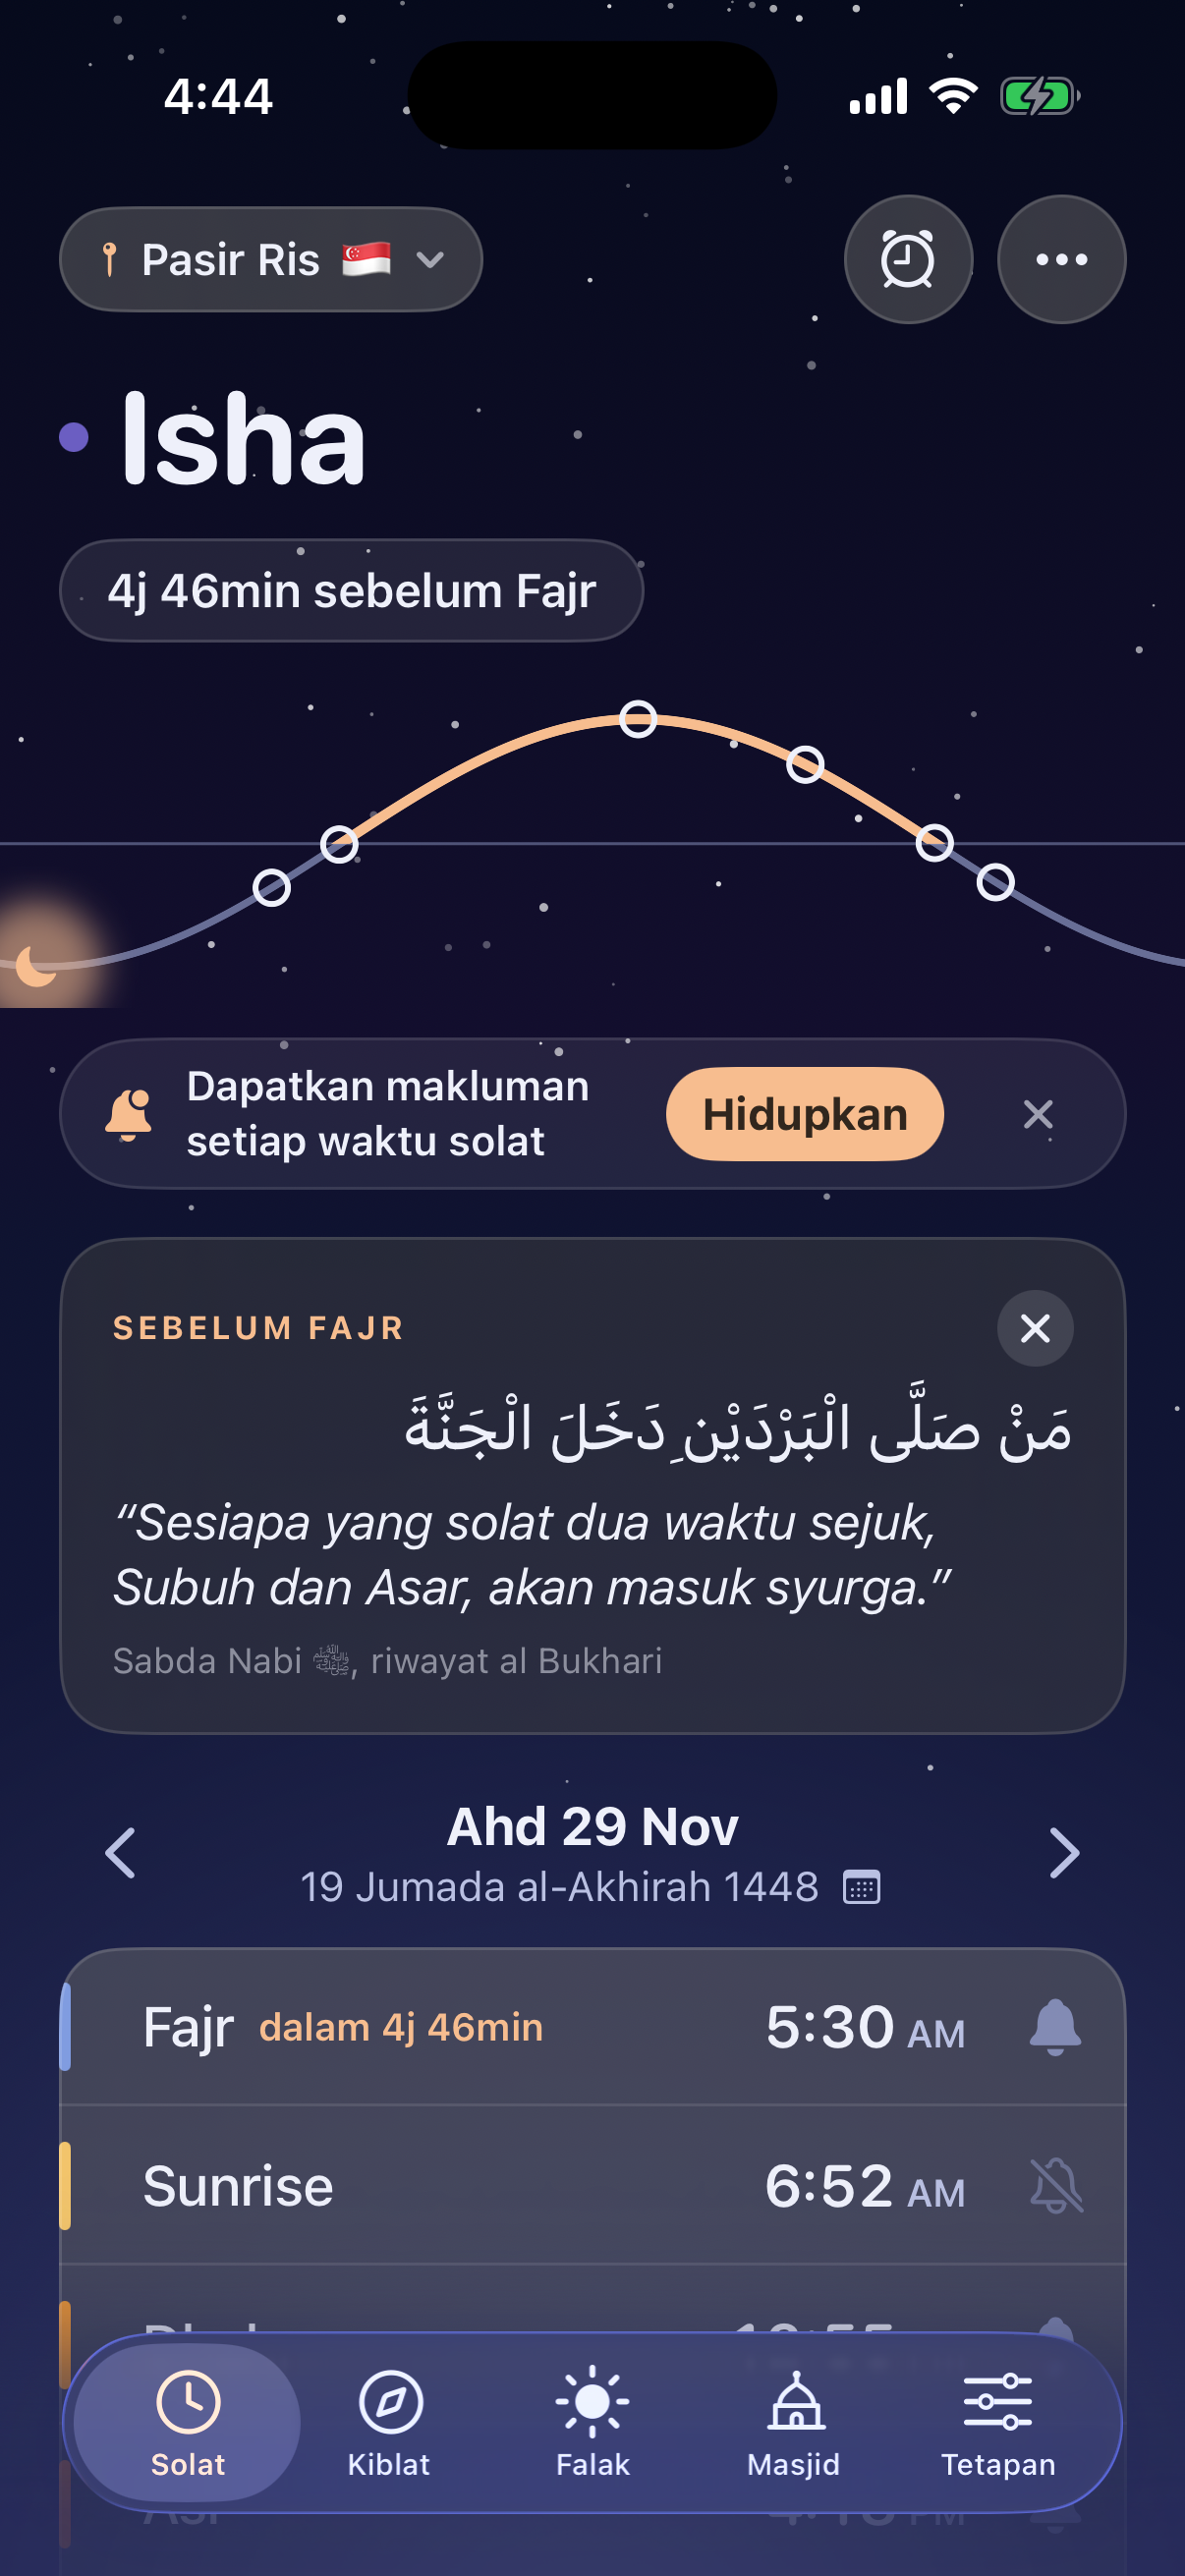 4:44
Pasir Ris 🇸🇬
Isha
4j 46min sebelum Fajr
Dapatkan makluman
setiap waktu solat
Hidupkan
SEBELUM FAJR
مَنْ صَلَّى الْبَرْدَيْنِ دَخَلَ الْجَنَّةَ
“Sesiapa yang solat dua waktu sejuk,
Subuh dan Asar, akan masuk syurga.”
Sabda Nabi ﷺ, riwayat al Bukhari
Ahd 29 Nov
19 Jumada al-Akhirah 1448
Fajr dalam 4j 46min 5:30 AM
Sunrise 6:52 AM
Solat Kiblat Falak Masjid Tetapan